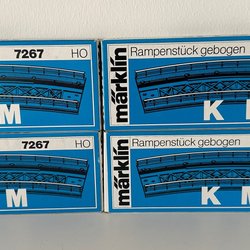 7267 HO
M
märklin
Rampenstück gebogen
K
7267 HO
M
märklin
Rampenstück gebogen
K M